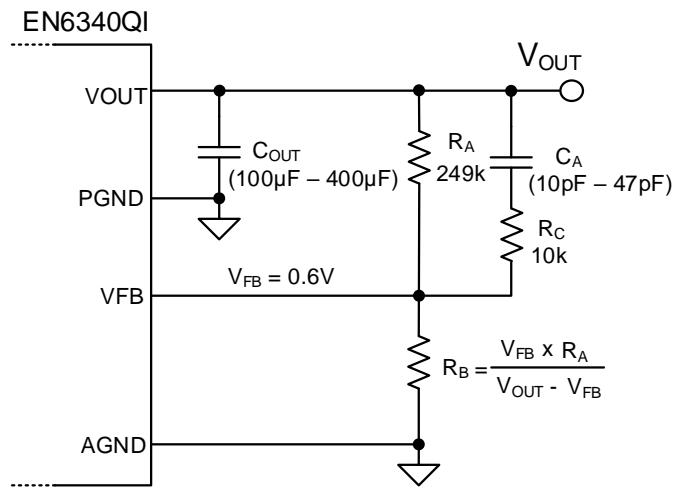 EN6340QI
VOUT
VOUT
COUT
(100µF – 400µF)
RA
249k
CA
(10pF – 47pF)
PGND
RC
10k
VFB
VFB = 0.6V
RB = VFB x RA
VOUT - VFB
AGND